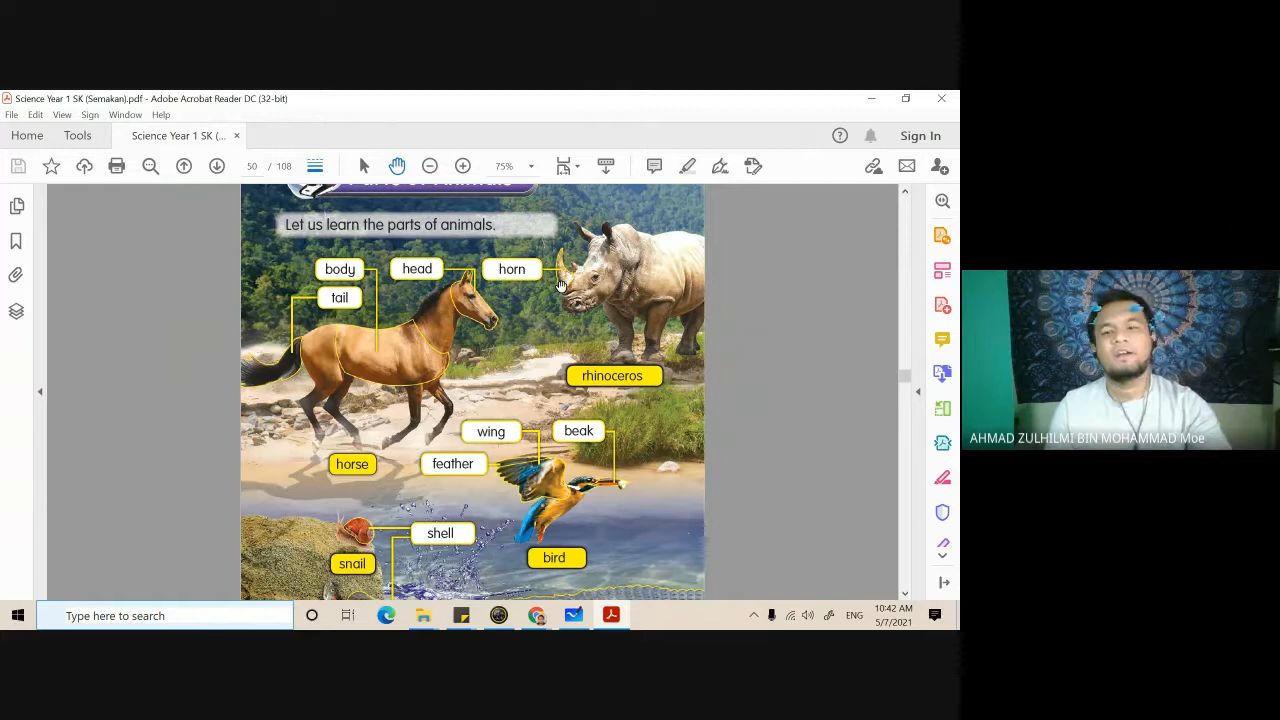 Science Year 1 SK (Semakan).pdf - Adobe Acrobat Reader DC (32-bit)
File Edit View Sign Window Help
Home Tools Science Year 1 SK (... × Sign In
50 / 108 75%
Parts of Animals
Let us learn the parts of animals.
body head horn
tail
rhinoceros
wing beak
horse feather
shell
snail bird
AHMAD ZULHILMI BIN MOHAMMAD Moe
Type here to search
ENG 10:42 AM
5/7/2021